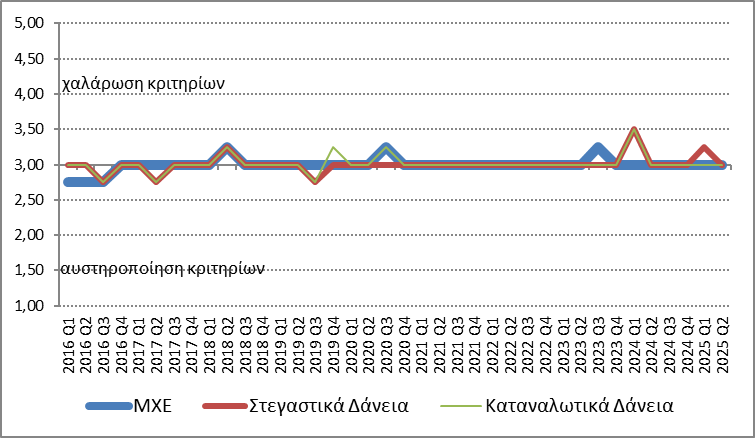 5,00
4,50
χαλάρωση κριτηρίων
4,00
3,50
3,00
2,50
2,00
αυστηροποίηση κριτηρίων
1,50
1,00
2016 Q1
2016 Q2
2016 Q3
2016 Q4
2017 Q1
2017 Q2
2017 Q3
2017 Q4
2018 Q1
2018 Q2
2018 Q3
2018 Q4
2019 Q1
2019 Q2
2019 Q3
2019 Q4
2020 Q1
2020 Q2
2020 Q3
2020 Q4
2021 Q1
2021 Q2
2021 Q3
2021 Q4
2022 Q1
2022 Q2
2022 Q3
2022 Q4
2023 Q1
2023 Q2
2023 Q3
2023 Q4
2024 Q1
2024 Q2
2024 Q3
2024 Q4
2025 Q1
2025 Q2
ΜΧΕ
Στεγαστικά Δάνεια
Καταναλωτικά Δάνεια